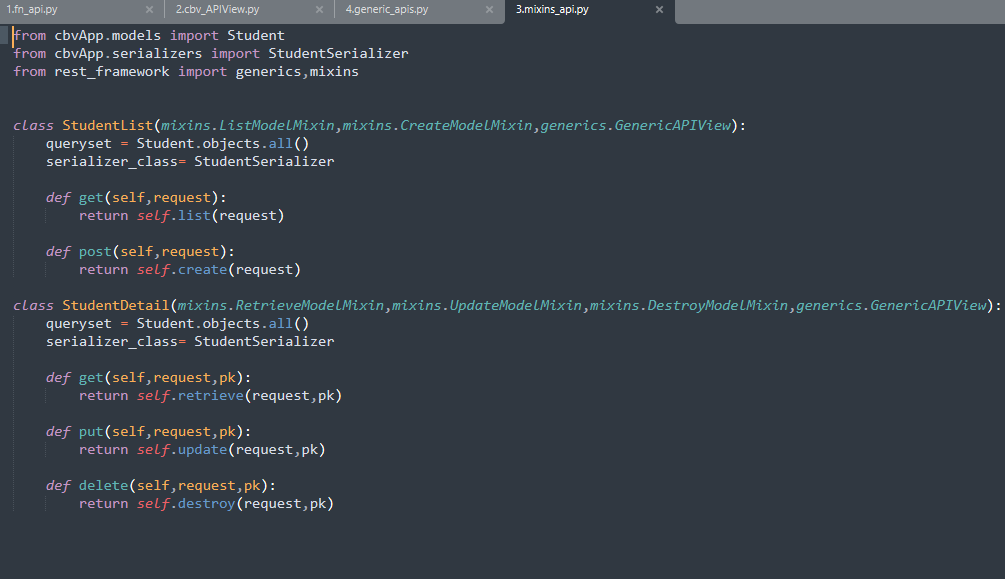 1.fn_api.py × 2.cbv_APIView.py × 4.generic_apis.py × 3.mixins_api.py ×
from cbvApp.models import Student
from cbvApp.serializers import StudentSerializer
from rest_framework import generics,mixins
class StudentList(mixins.ListModelMixin,mixins.CreateModelMixin,generics.GenericAPIView):
    queryset = Student.objects.all()
    serializer_class= StudentSerializer
    def get(self,request):
        return self.list(request)
    def post(self,request):
        return self.create(request)
class StudentDetail(mixins.RetrieveModelMixin,mixins.UpdateModelMixin,mixins.DestroyModelMixin,generics.GenericAPIView):
    queryset = Student.objects.all()
    serializer_class= StudentSerializer
    def get(self,request,pk):
        return self.retrieve(request,pk)
    def put(self,request,pk):
        return self.update(request,pk)
    def delete(self,request,pk):
        return self.destroy(request,pk)